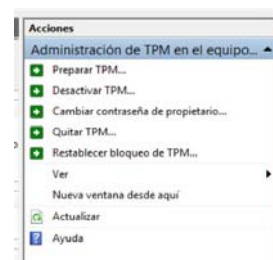 Acciones
Administración de TPM en el equipo...
Preparar TPM...
Desactivar TPM...
Cambiar contraseña de propietario...
Quitar TPM...
Restablecer bloqueo de TPM...
Ver
Nueva ventana desde aquí
Actualizar
Ayuda